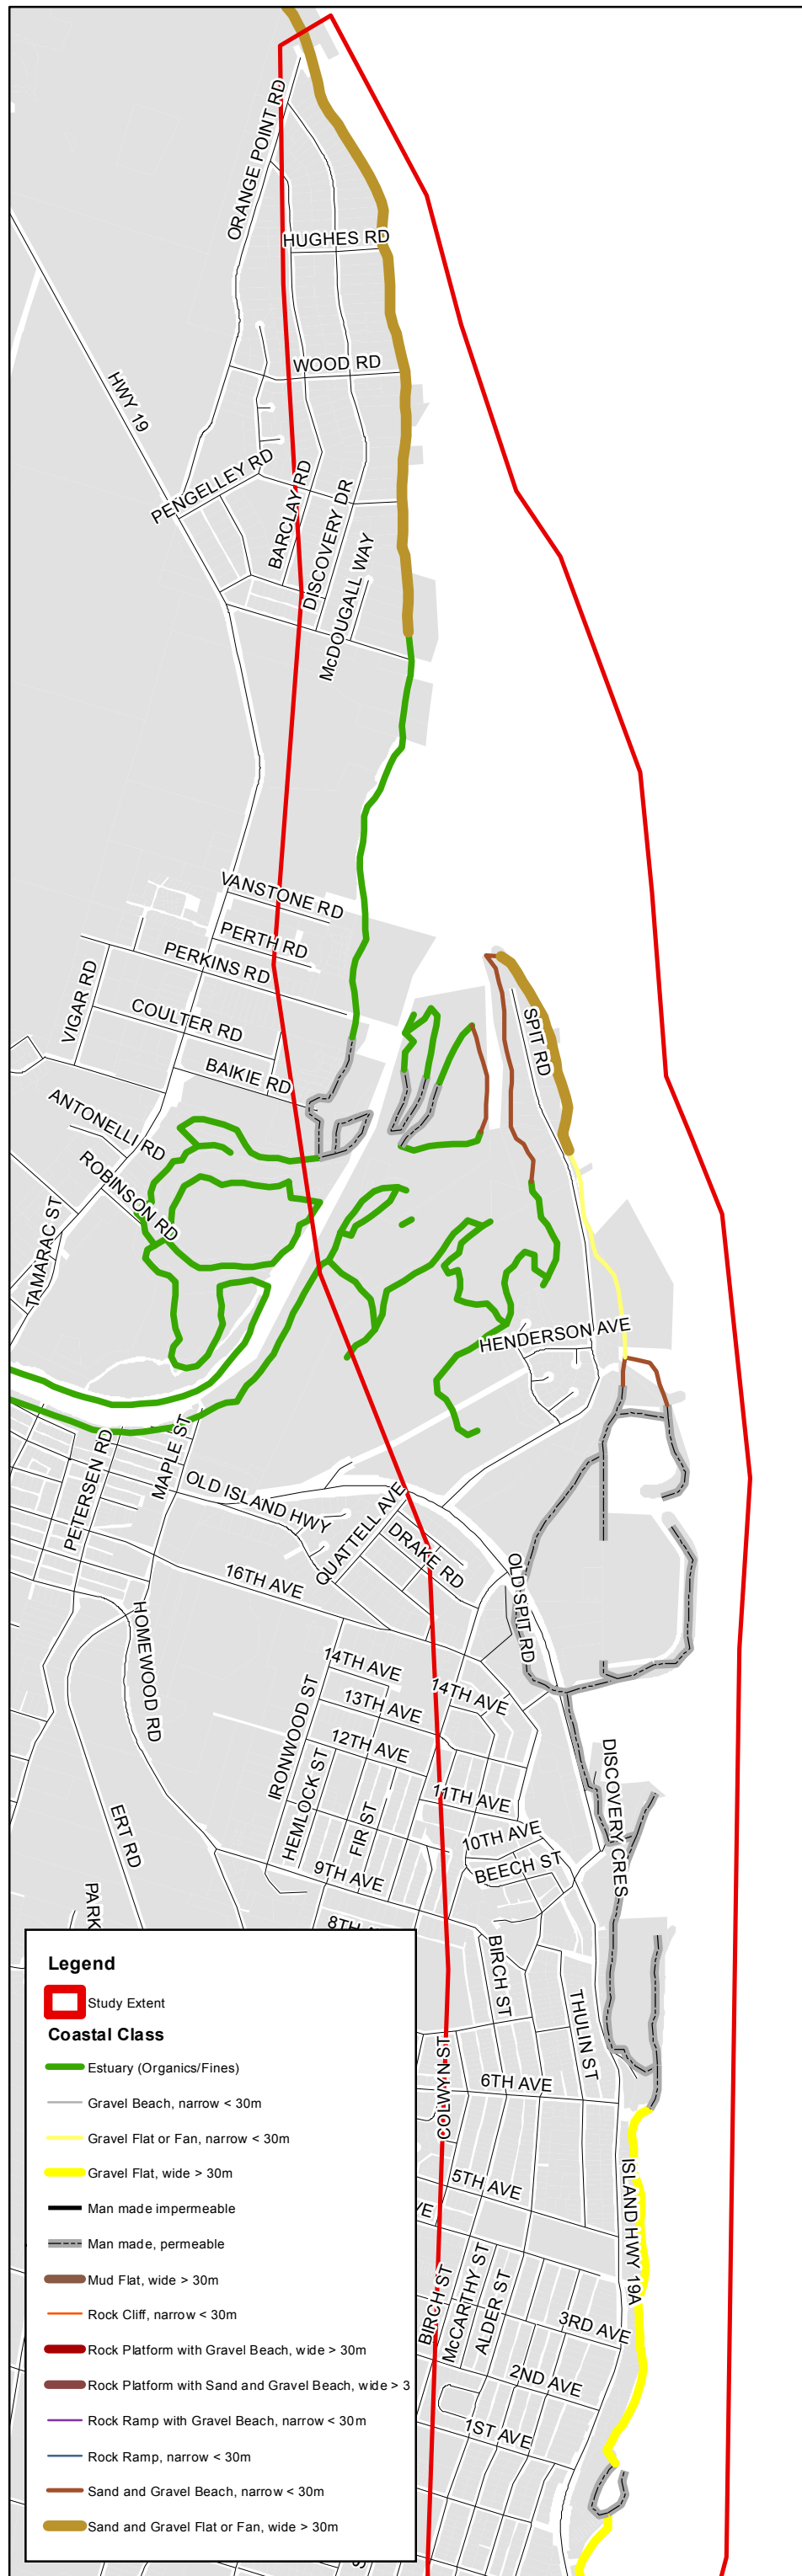 ORANGE POINT RD
HUGHES RD
WOOD RD
HWY 19
PENGELLEY RD
BARCLAY RD
DISCOVERY DR
McDOUGALL WAY
VANSTONE RD
PERTH RD
PERKINS RD
VIGAR RD
COULTER RD
BAIKIE RD
SPIT RD
ANTONELLI RD
ROBINSON RD
TAMARAC ST
HENDERSON AVE
PETERSEN RD
MAPLE ST
OLD ISLAND HWY
QUATTELL AVE
DRAKE RD
OLD SPIT RD
16TH AVE
HOMEWOOD RD
14TH AVE
14TH AVE
13TH AVE
IRONWOOD ST
12TH AVE
HEMLOCK ST
FIR ST
11TH AVE
DISCOVERY CRES
ERT RD
10TH AVE
BEECH ST
9TH AVE
PARK
8TH A
BIRCH ST
THULIN ST
COLWYN ST
6TH AVE
5TH AVE
VE
ISLAND HWY 19A
BIRCH ST
McCARTHY ST
ALDER ST
3RD AVE
2ND AVE
1ST AVE
Legend
Study Extent
Coastal Class
Estuary (Organics/Fines)
Gravel Beach, narrow < 30m
Gravel Flat or Fan, narrow < 30m
Gravel Flat, wide > 30m
Man made impermeable
Man made, permeable
Mud Flat, wide > 30m
Rock Cliff, narrow < 30m
Rock Platform with Gravel Beach, wide > 30m
Rock Platform with Sand and Gravel Beach, wide > 3
Rock Ramp with Gravel Beach, narrow < 30m
Rock Ramp, narrow < 30m
Sand and Gravel Beach, narrow < 30m
Sand and Gravel Flat or Fan, wide > 30m